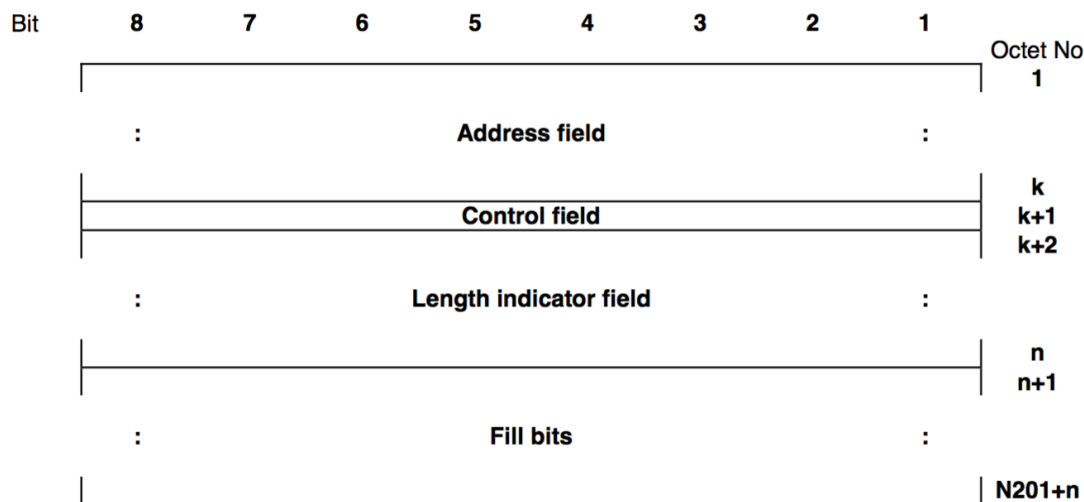 Bit 8 7 6 5 4 3 2 1
Octet No
1
: Address field :
k
Control field k+1
k+2
: Length indicator field :
n
n+1
: Fill bits :
N201+n